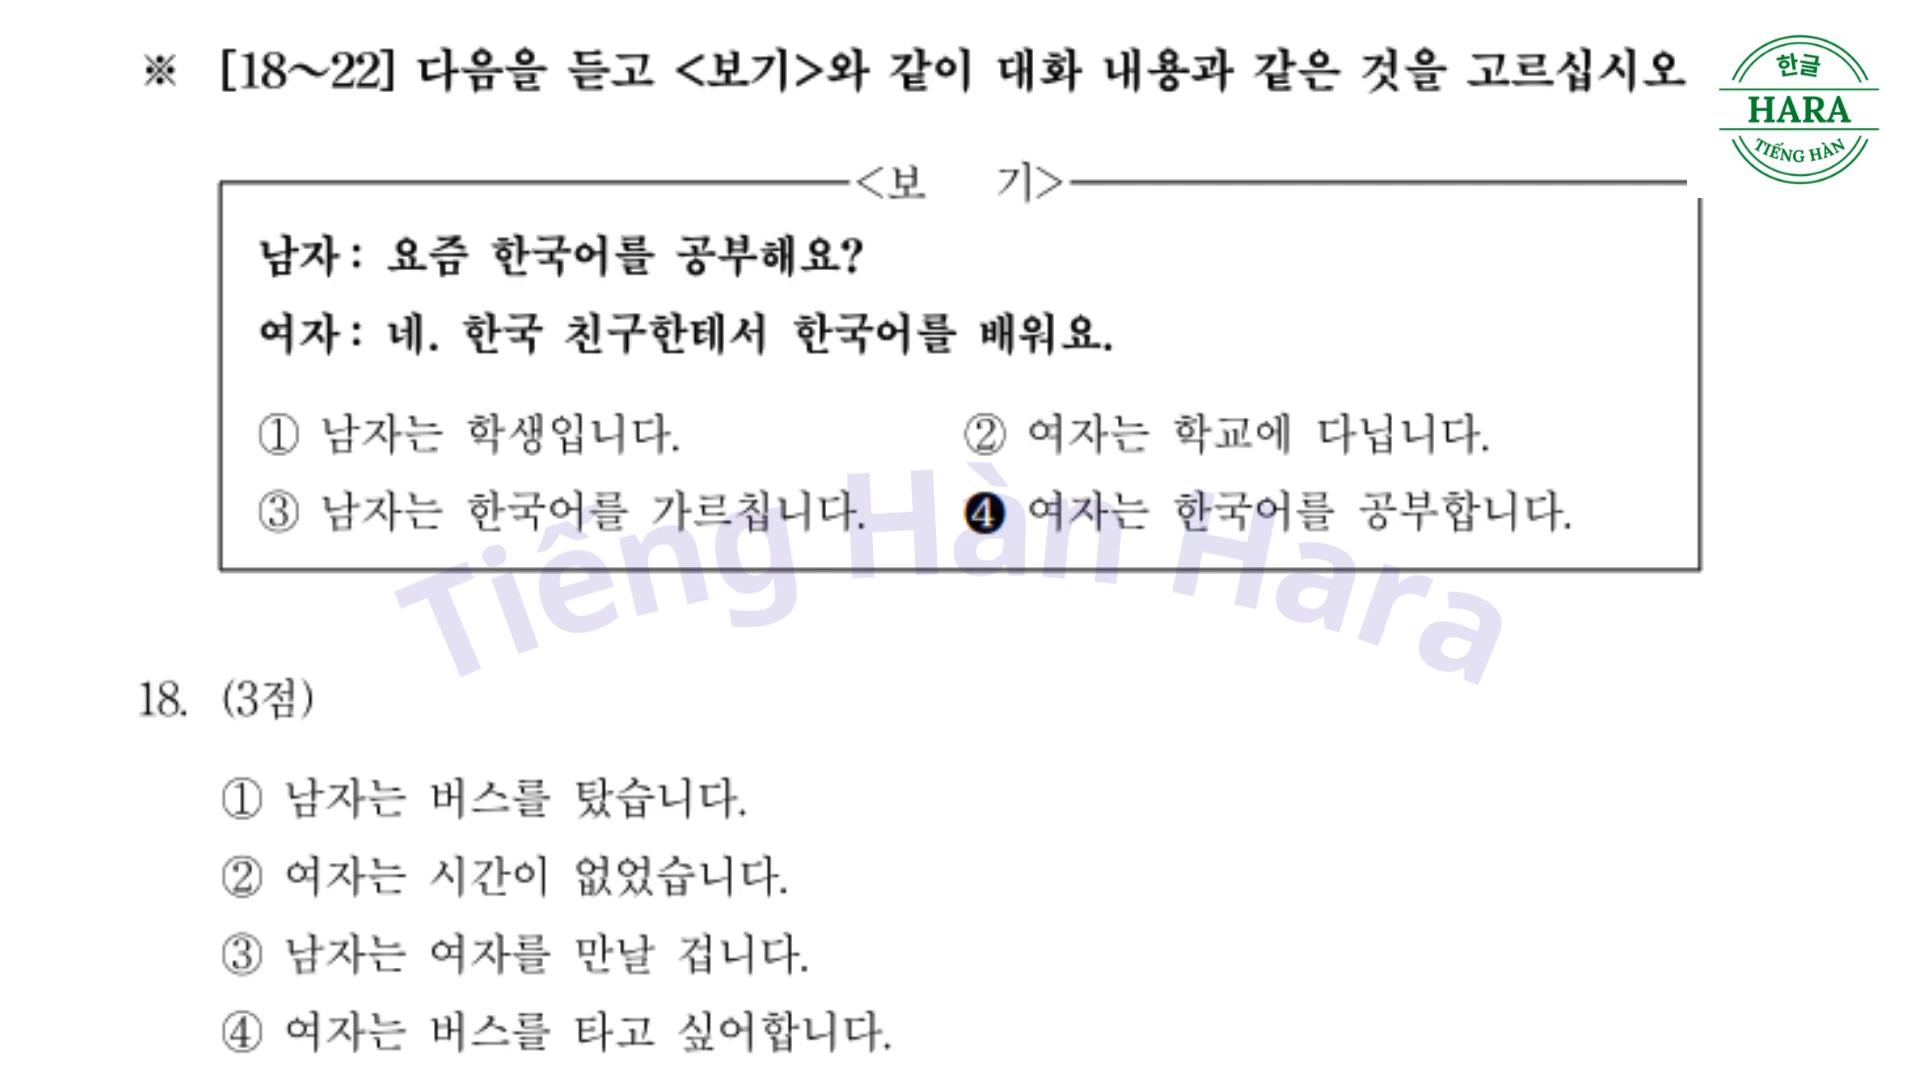 ※ [18～22] 다음을 듣고 <보기>와 같이 대화 내용과 같은 것을 고르십시오
한글
HARA
TIẾNG HÀN
<보 기>
남자 : 요즘 한국어를 공부해요?
여자 : 네. 한국 친구한테서 한국어를 배워요.
① 남자는 학생입니다. ② 여자는 학교에 다닙니다.
③ 남자는 한국어를 가르칩니다. ❹ 여자는 한국어를 공부합니다.
Tiếng Hàn Hara
18. (3점)
① 남자는 버스를 탔습니다.
② 여자는 시간이 없었습니다.
③ 남자는 여자를 만날 겁니다.
④ 여자는 버스를 타고 싶어합니다.